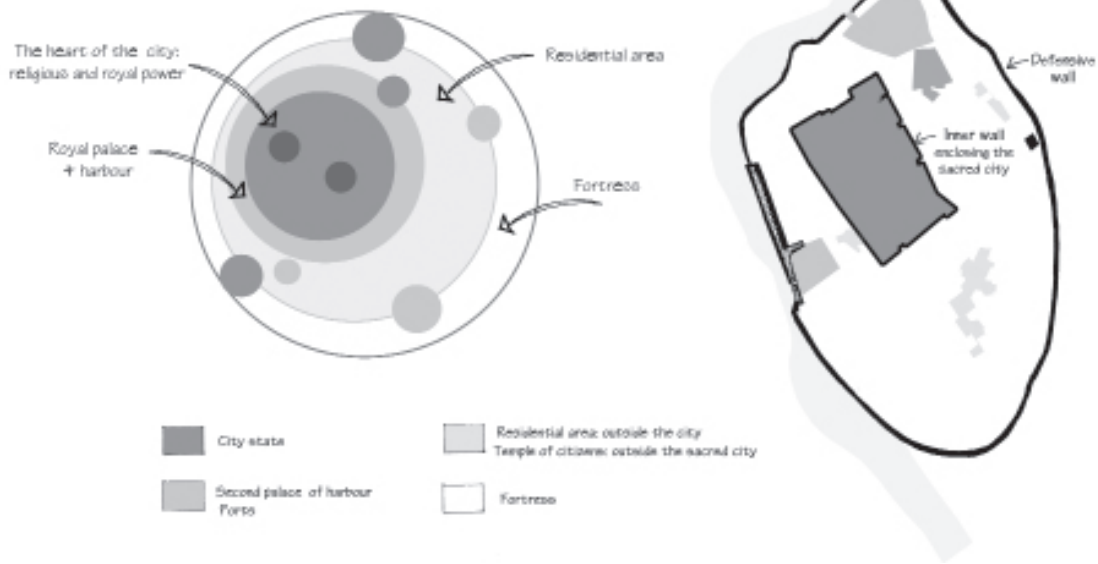 The heart of the city:
religious and royal power
Royal palace
+ harbour
Residential area
Fortress
Defensive
wall
Inner wall
enclosing the
sacred city
City state
Second palace of harbour
Ports
Residential area: outside the city
Temple of citizens: outside the sacred city
Fortress